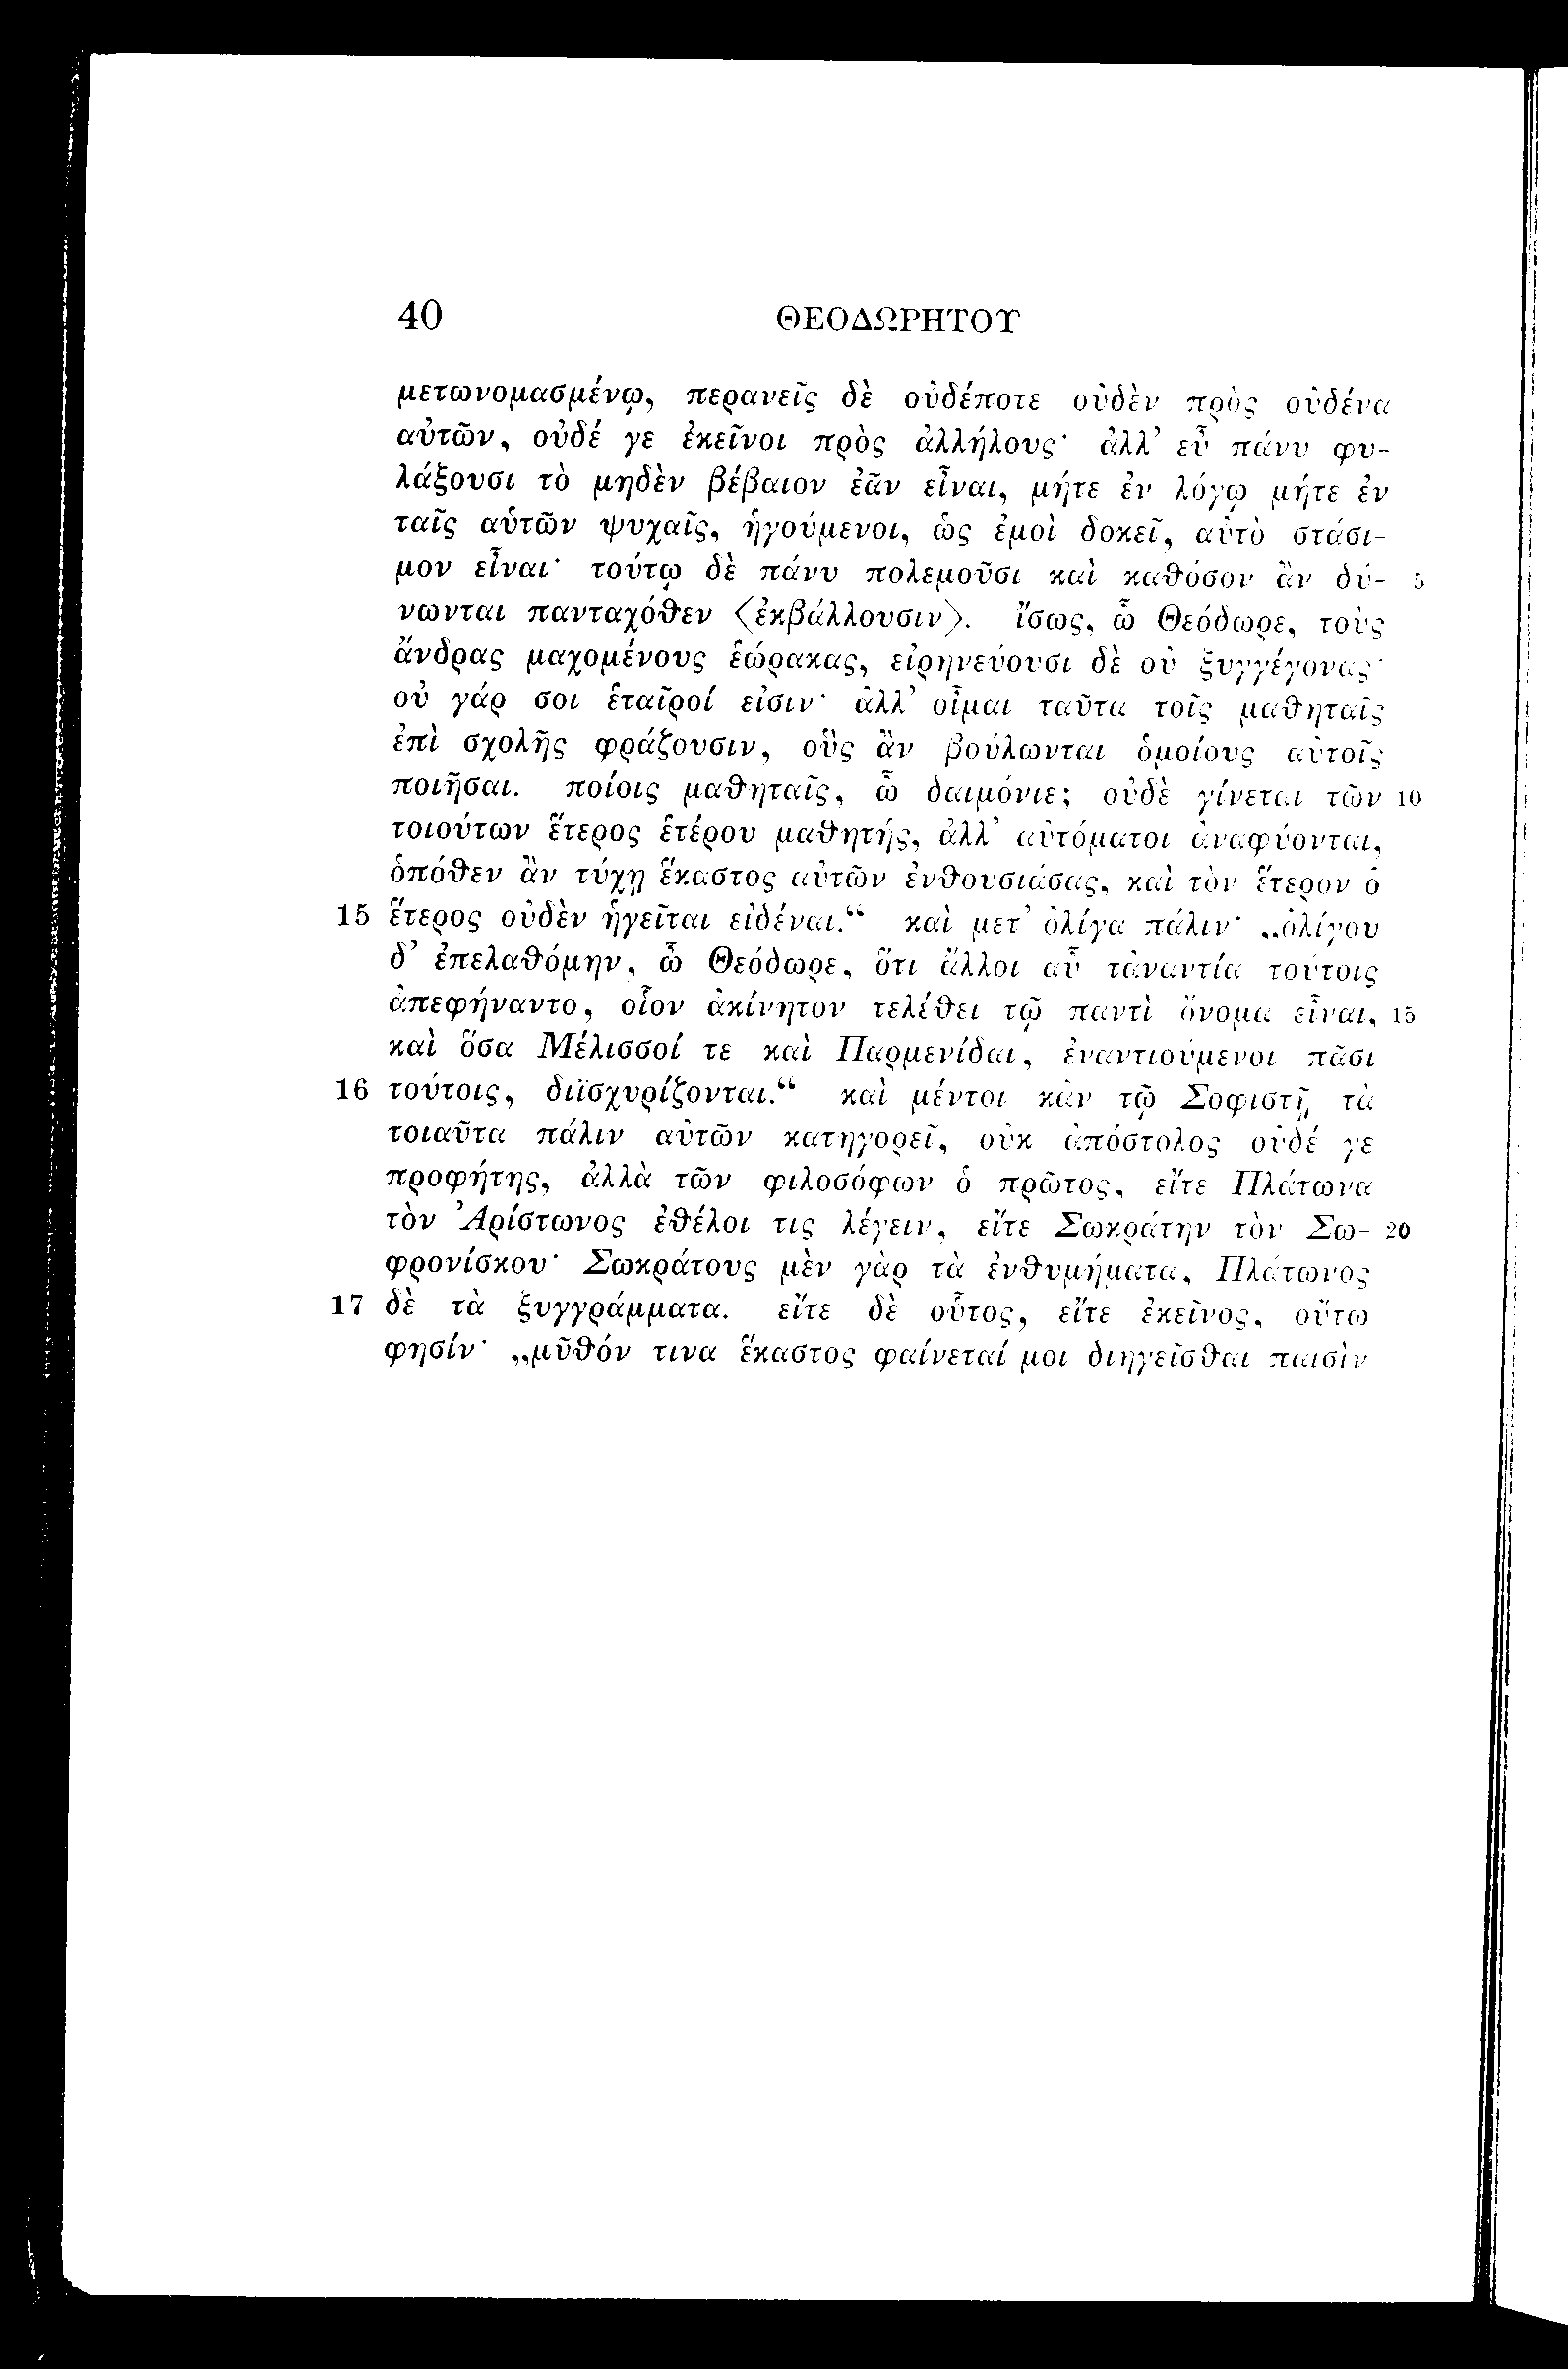 40 ΘΕΟΔΩΡΗΤΟΥ
μετωνομασμένῳ, περανεῖς δὲ οὐδέποτε οὐδὲν πρὸς οὐδένα
αὐτῶν, οὐδέ γε ἐκεῖνοι πρὸς ἀλλήλους· ἀλλ’ εὖ πάνυ φυ-
λάξουσι τὸ μηδὲν βέβαιον ἐᾶν εἶναι, μήτε ἐν λόγῳ μήτε ἐν
ταῖς αὑτῶν ψυχαῖς, ἡγούμενοι, ὡς ἐμοὶ δοκεῖ, αὐτὸ στάσι-
μον εἶναι· τούτῳ δὲ πάνυ πολεμοῦσι καὶ καθόσον ἂν δύ- 5
νωνται πανταχόθεν ⟨ἐκβάλλουσιν⟩. ἴσως, ὦ Θεόδωρε, τοὺς
ἄνδρας μαχομένους ἑώρακας, εἰρηνεύουσι δὲ οὐ ξυγγέγονας·
οὐ γάρ σοι ἑταῖροί εἰσιν· ἀλλ’ οἶμαι ταῦτα τοῖς μαθηταῖς
ἐπὶ σχολῆς φράζουσιν, οὓς ἂν βούλωνται ὁμοίους αὑτοῖς
ποιῆσαι. ποίοις μαθηταῖς, ὦ δαιμόνιε; οὐδὲ γίνεται τῶν 10
τοιούτων ἕτερος ἑτέρου μαθητής, ἀλλ’ αὐτόματοι ἀναφύονται,
ὁπόθεν ἂν τύχῃ ἕκαστος αὐτῶν ἐνθουσιάσας, καὶ τὸν ἕτερον ὁ
15 ἕτερος οὐδὲν ἡγεῖται εἰδέναι.“ καὶ μετ’ ὀλίγα πάλιν· „ὀλίγου
δ’ ἐπελαθόμην, ὦ Θεόδωρε, ὅτι ἄλλοι αὖ τἀναντία τούτοις
ἀπεφήναντο, οἷον ἀκίνητον τελέθει τῷ παντὶ ὄνομα εἶναι, 15
καὶ ὅσα Μέλισσοί τε καὶ Παρμενίδαι, ἐναντιούμενοι πᾶσι
16 τούτοις, διϊσχυρίζονται.“ καὶ μέντοι κἀν τῷ Σοφιστῇ τὰ
τοιαῦτα πάλιν αὐτῶν κατηγορεῖ, οὐκ ἀπόστολος οὐδέ γε
προφήτης, ἀλλὰ τῶν φιλοσόφων ὁ πρῶτος, εἴτε Πλάτωνα
τὸν Ἀρίστωνος ἐθέλοι τις λέγειν, εἴτε Σωκράτην τὸν Σω- 20
φρονίσκου· Σωκράτους μὲν γὰρ τὰ ἐνθυμήματα, Πλάτωνος
17 δὲ τὰ ξυγγράμματα. εἴτε δὲ οὗτος, εἴτε ἐκεῖνος, οὕτω
φησίν· „μῦθόν τινα ἕκαστος φαίνεταί μοι διηγεῖσθαι παισὶν